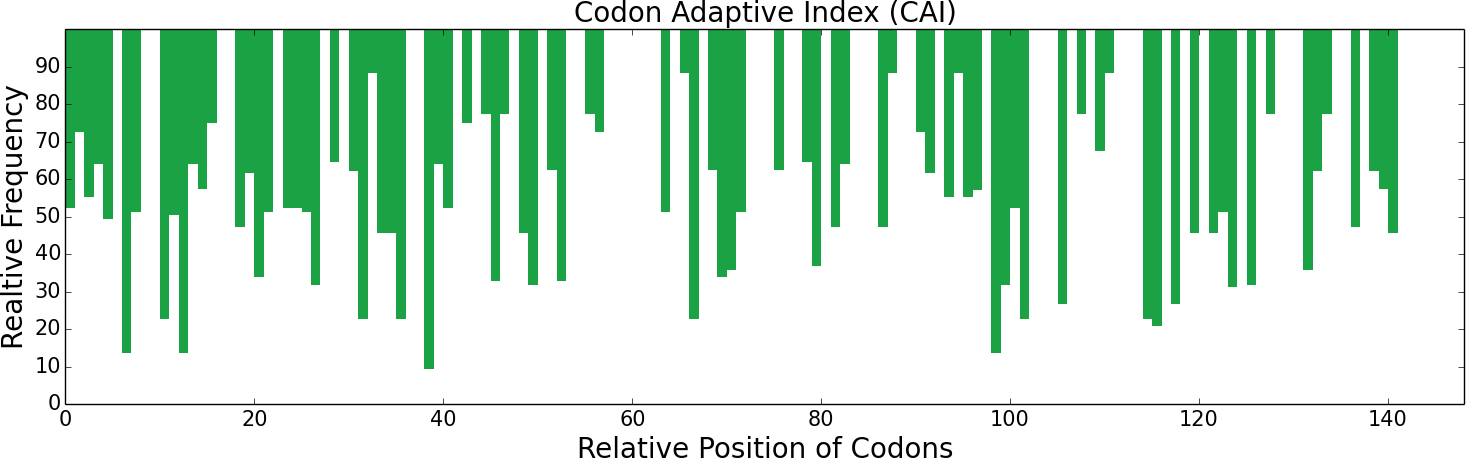 Codon Adaptive Index (CAI)
Realtive Frequency
90
80
70
60
50
40
30
20
10
0
0 20 40 60 80 100 120 140
Relative Position of Codons